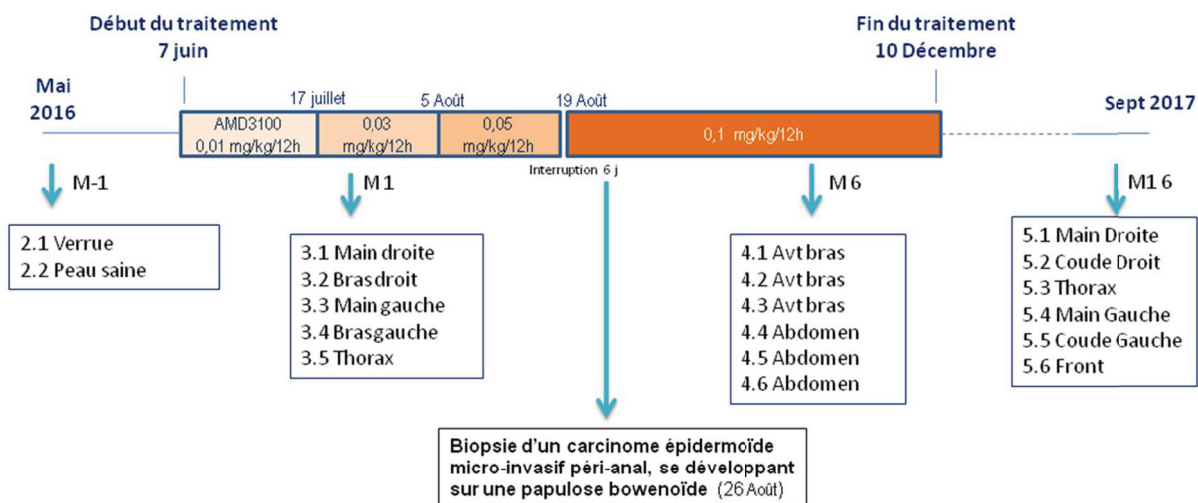 Début du traitement
7 juin
Fin du traitement
10 Décembre
Mai
2016
17 juillet
5 Août
19 Août
Sept 2017
AMD3100
0,01 mg/kg/12h
0,03
mg/kg/12h
0,05
mg/kg/12h
0,1 mg/kg/12h
Interruption 6 j
M-1
M1
M6
M16
2.1 Verrue
2.2 Peau saine
3.1 Main droite
3.2 Brasdroit
3.3 Main gauche
3.4 Brasgauche
3.5 Thorax
4.1 Avt bras
4.2 Avt bras
4.3 Avt bras
4.4 Abdomen
4.5 Abdomen
4.6 Abdomen
5.1 Main Droite
5.2 Coude Droit
5.3 Thorax
5.4 Main Gauche
5.5 Coude Gauche
5.6 Front
Biopsie d'un carcinome épidermoïde
micro-invasif péri-anal, se développant
sur une papulose bowenoïde (26 Août)